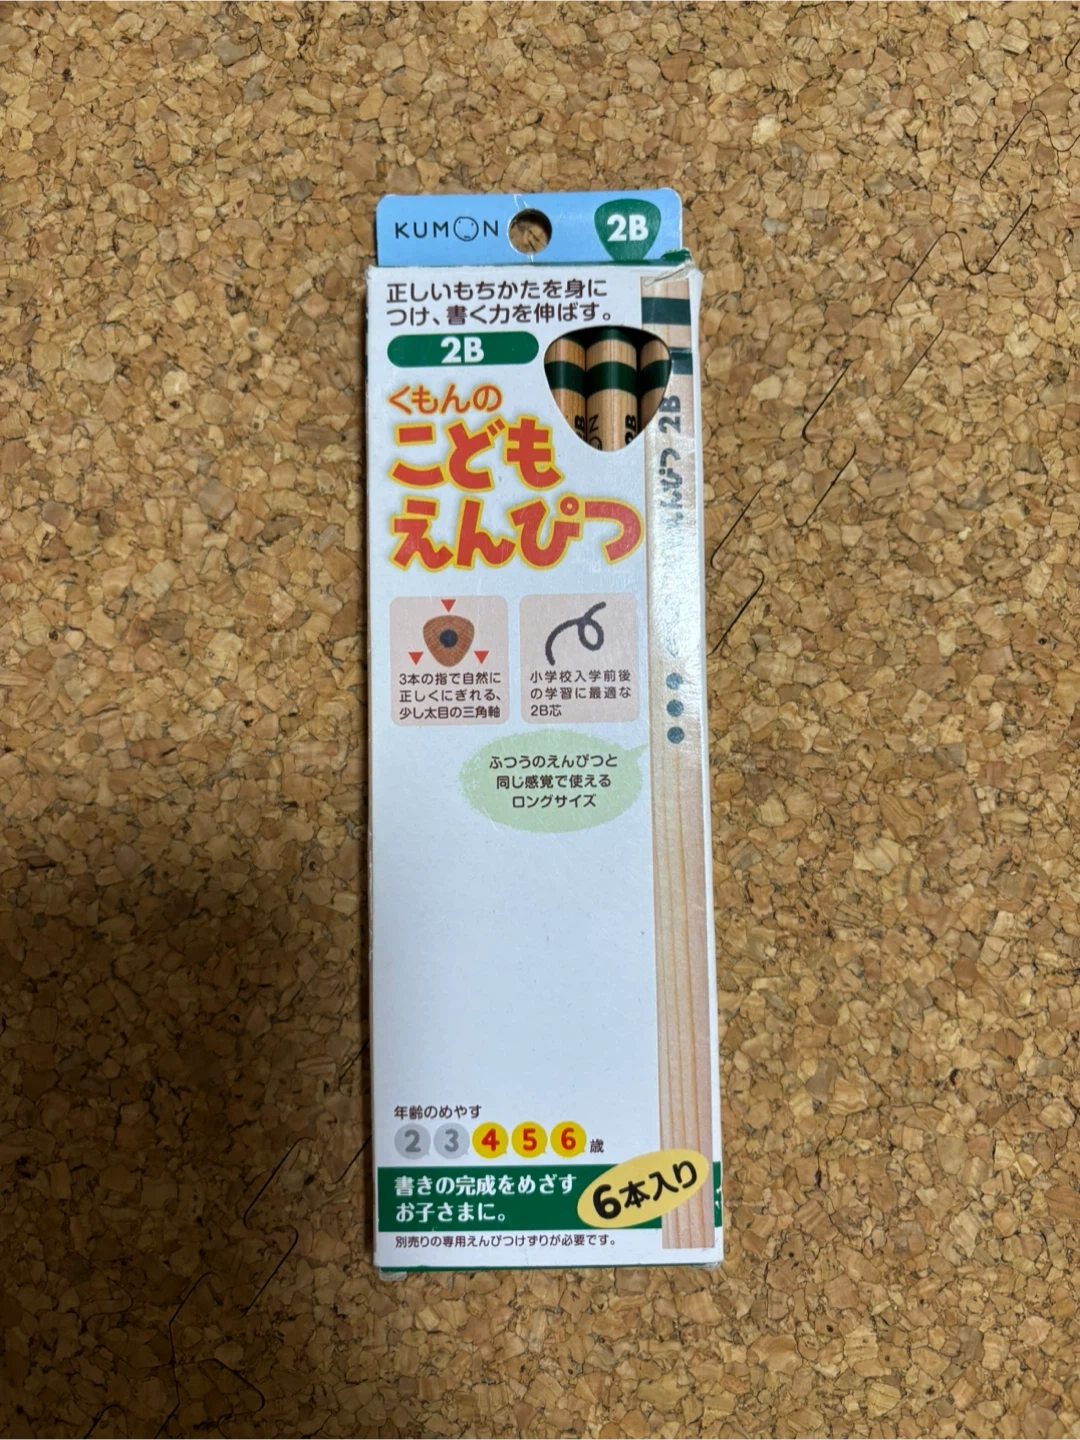 KUMON
2B
正しいもちかたを身に
つけ、書く力を伸ばす。
2B
くもんの
こども
えんぴつ
2B
えんぴつ 2B
3本の指で自然に
正しくにぎれる、
少し太目の三角軸
小学校入学前後
の学習に最適な
2B芯
ふつうのえんぴつと
同じ感覚で使える
ロングサイズ
年齢のめやす
2 3 4 5 6 歳
書きの完成をめざす
お子さまに。
6本入り
別売りの専用えんぴつけずりが必要です。